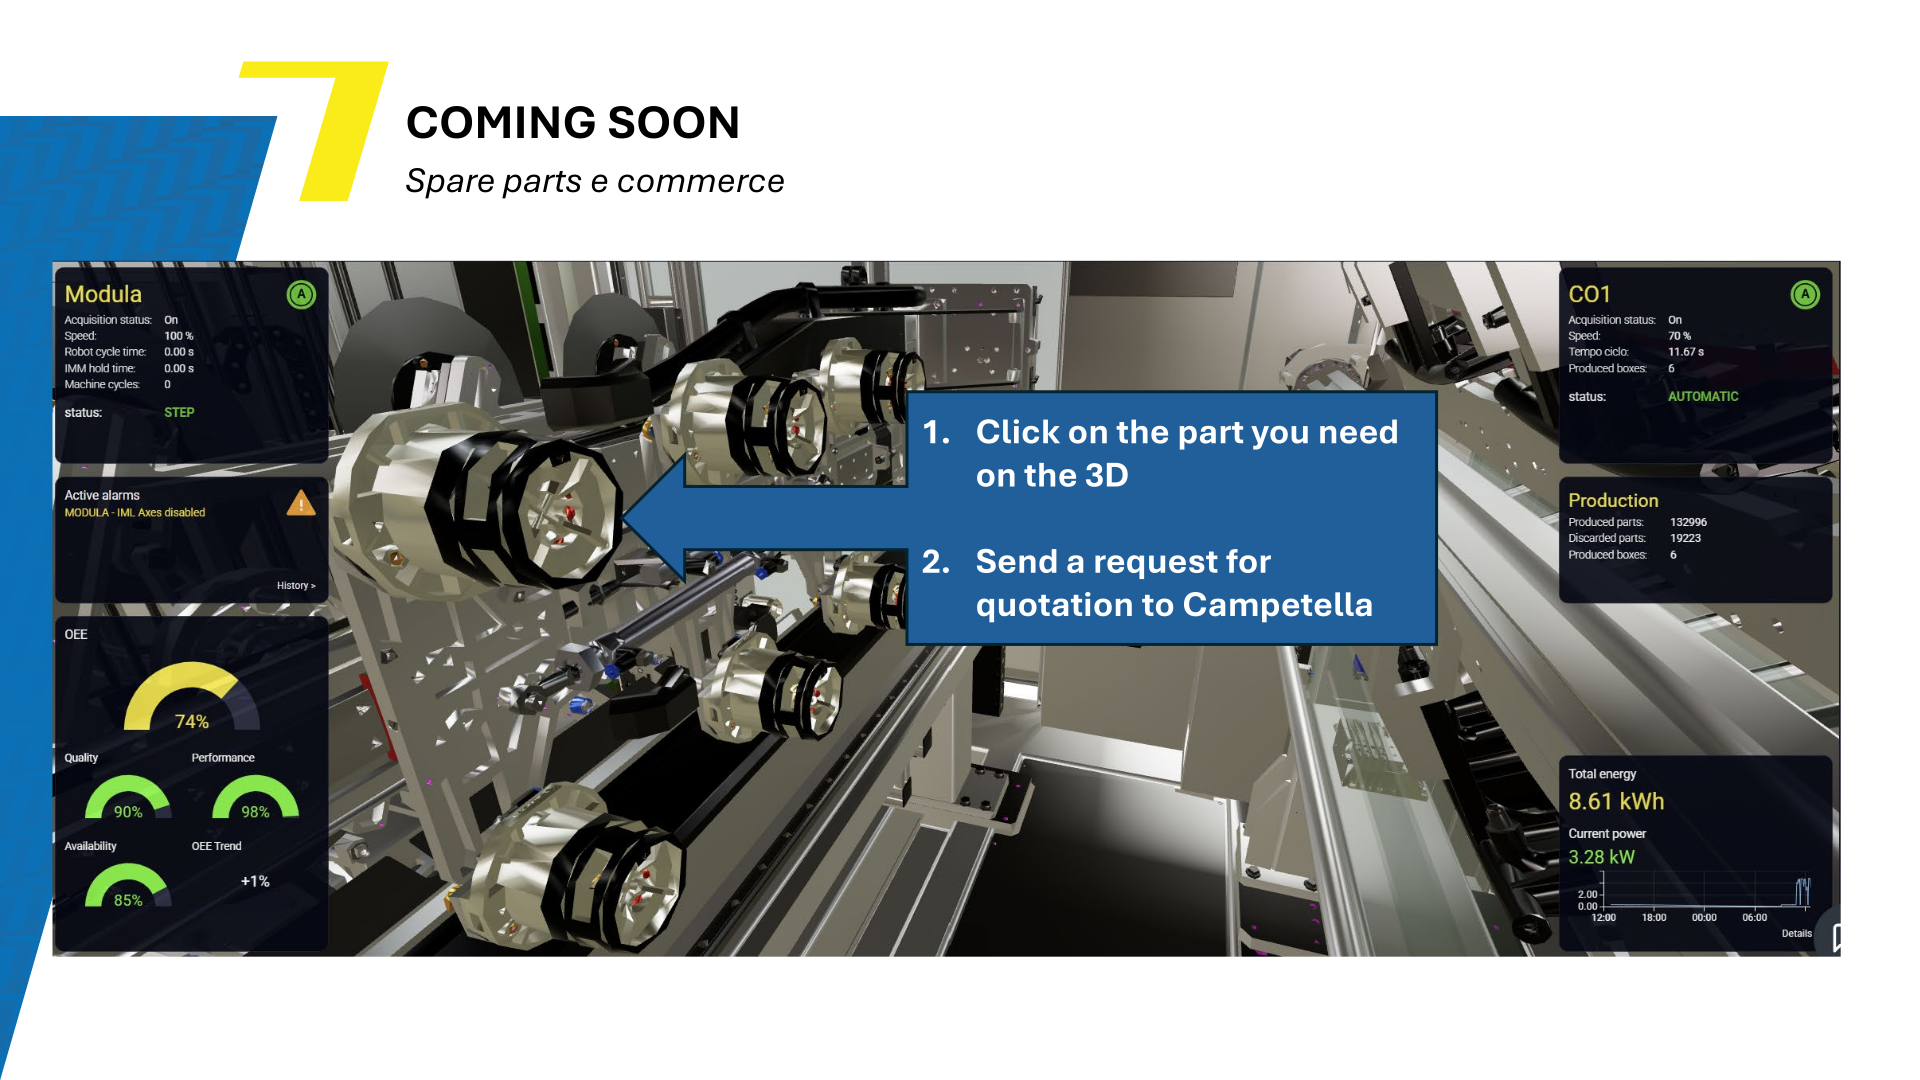 COMING SOON
Spare parts e commerce
Modula
A
Acquisition status: On
Speed: 100 %
Robot cycle time: 0.00 s
IMM hold time: 0.00 s
Machine cycles: 0
status: STEP
Active alarms
MODULA - IML Axes disabled
History >
OEE
74%
Quality Performance
90% 98%
Availability OEE Trend
85% +1%
1. Click on the part you need
on the 3D
2. Send a request for
quotation to Campetella
CO1
A
Acquisition status: On
Speed: 70 %
Tempo ciclo: 11.67 s
Produced boxes: 6
status: AUTOMATIC
Production
Produced parts: 132996
Discarded parts: 19223
Produced boxes: 6
Total energy
8.61 kWh
Current power
3.28 kW
2.00
0.00
12:00 18:00 00:00 06:00
Details